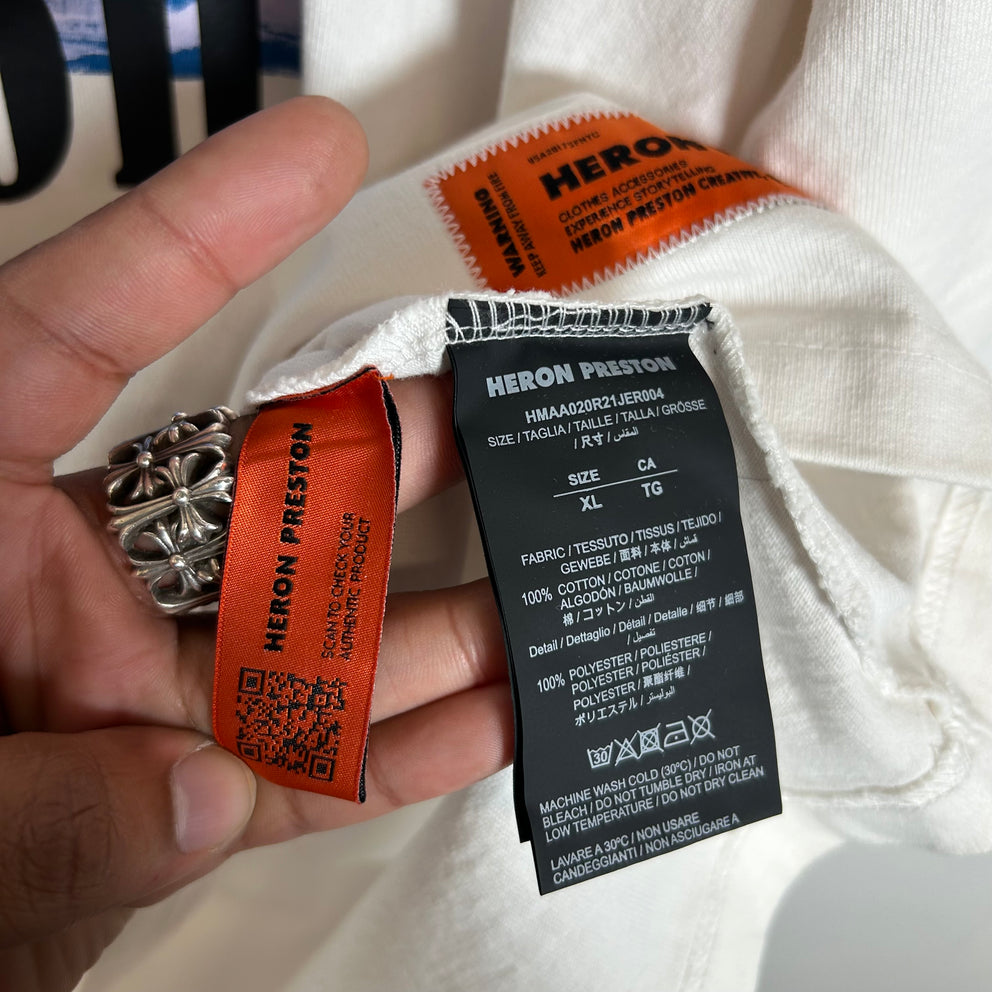 HERON
CLOTHES ACCESSORIES
EXPERIENCE STORYTELLING
HERON PRESTON CREATIVE
WARNING
KEEP AWAY FROM FIRE
HERON PRESTON
SCAN TO CHECK YOUR
AUTHENTIC PRODUCT
HERON PRESTON
HMAA020R21JER004
SIZE / TAGLIA / TAILLE / TALLA / GRÖSSE
/ 尺寸 / المقاس
SIZE CA
XL TG
FABRIC / TESSUTO / TISSUS / TEJIDO /
GEWEBE / 面料 / 本体 / قماش
100% COTTON / COTONE / COTON /
ALGODÓN / BAUMWOLLE /
棉 / コットン / القطن
Detail / Dettaglio / Détail / Detalle / 细节 / 細部
/ تفصيل
100% POLYESTER / POLIESTERE /
POLYESTER / POLIÉSTER /
POLYESTER / 聚酯纤维 /
ポリエステル / البوليستر
30
MACHINE WASH COLD (30ºC) / DO NOT
BLEACH / DO NOT TUMBLE DRY / IRON AT
LOW TEMPERATURE / DO NOT DRY CLEAN
LAVARE A 30ºC / NON USARE
CANDEGGIANTI / NON ASCIUGARE A